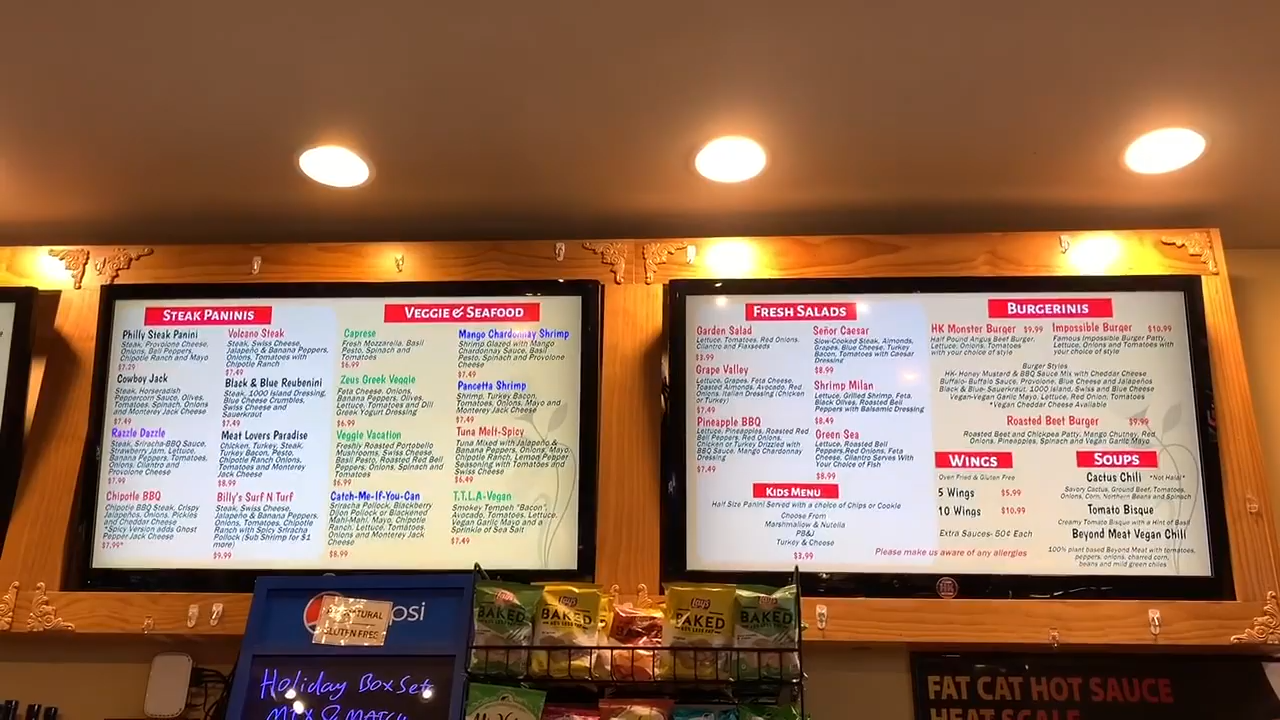 STEAK PANINIS
Philly Steak Panini
Steak, Provolone Cheese,
Onions, Bell Peppers,
Chipotle Ranch and Mayo
$7.29
Cowboy Jack
Steak, Horseradish
Peppercorn Sauce, Olives,
Tomatoes, Spinach, Onions
and Monterey Jack Cheese
$7.49
Razzle Dazzle
Steak, Sriracha-BBQ Sauce,
Strawberry Jam, Lettuce,
Banana Peppers, Tomatoes,
Onions, Cilantro and
Provolone Cheese
$7.49
Chipotle BBQ
Chipotle BBQ Steak, Crispy
Jalapeños, Onions, Pickles
and Cheddar Cheese
*Spicy Version adds Ghost
Pepper Jack Cheese
$7.99*
Volcano Steak
Steak, Swiss Cheese,
Jalapeño & Banana Peppers,
Onions, Tomatoes with
Chipotle Ranch
$7.49
Black & Blue Reubenini
Steak, 1000 Island Dressing,
Blue Cheese Crumbles,
Swiss Cheese and
Sauerkraut
$7.49
Meat Lovers Paradise
Chicken, Turkey, Steak,
Turkey Bacon, Pesto,
Chipotle Ranch, Mayo,
Tomatoes and Monterey
Jack Cheese
$8.99
Billy's Surf N Turf
Steak, Swiss Cheese,
Jalapeño & Banana Peppers,
Onions, Tomatoes, Chipotle
Ranch with Spicy Sriracha
Pollock (Sub Shrimp for $1
more)
$9.99
VEGGIE & SEAFOOD
Caprese
Fresh Mozzarella, Basil
Pesto, Spinach and
Tomatoes
$6.99
Zeus Greek Veggie
Feta Cheese, Onions,
Banana Peppers, Olives,
Lettuce, Tomatoes and Dill
Greek Yogurt Dressing
$6.99
Veggie Vacation
Freshly Roasted Portobello
Mushrooms, Swiss Cheese,
Basil Pesto, Roasted Red Bell
Peppers, Onions, Spinach and
Tomatoes
$6.99
Catch-Me-If-You-Can
Sriracha Pollock, Blackberry
Dijon Pollock or Blackened
Mahi-Mahi, Mayo, Chipotle
Ranch, Lettuce, Tomatoes,
Onions and Monterey Jack
Cheese
$8.99
Mango Chardonnay Shrimp
Shrimp Glazed with Mango
Chardonnay Sauce, Basil
Pesto, Spinach and Provolone
Cheese
$8.49
Pancetta Shrimp
Shrimp, Turkey Bacon,
Tomatoes, Onions, Mayo and
Monterey Jack Cheese
$8.49
Tuna Melt-Spicy
Tuna Mixed with Jalapeño &
Banana Peppers, Onions, Mayo,
Chipotle Ranch, Lemon Pepper
Seasoning with Tomatoes and
Swiss Cheese
$7.49
T.T.L.A-Vegan
Smokey Tempeh "Bacon",
Avocado, Tomatoes, Lettuce,
Vegan Garlic Mayo and a
Sprinkle of Sea Salt
$7.49
FRESH SALADS
Garden Salad
Lettuce, Tomatoes, Red Onions,
Cilantro and Flaxseeds
$3.99
Grape Valley
Lettuce, Grapes, Feta Cheese,
Toasted Almonds, Avocado, Red
Onions, Italian Dressing (Chicken
or Turkey)
$7.49
Pineapple BBQ
Lettuce, Pineapples, Roasted Red
Bell Peppers, Red Onions,
Chicken or Turkey Drizzled with
BBQ Sauce, Mango Chardonnay
Dressing
$7.49
Señor Caesar
Slow-Cooked Steak, Almonds,
Grapes, Blue Cheese, Turkey
Bacon, Tomatoes with Caesar
Dressing
$8.99
Shrimp Milan
Lettuce, Grilled Shrimp, Feta,
Black Olives, Roasted Bell
Peppers with Balsamic Dressing
$8.49
Green Sea
Lettuce, Roasted Bell
Peppers,Red Onions, Feta
Cheese, Cilantro Serves With
Your Choice of Fish
$8.99
KIDS MENU
Half Size Panini Served with a choice of Chips or Cookie
Choose From
Marshmallow & Nutella
PB&J
Turkey & Cheese
$3.99
Please make us aware of any allergies
BURGERINIS
HK Monster Burger $9.99
Half Pound Angus Beef Burger,
Lettuce, Onions, Tomatoes
with your choice of style
Impossible Burger $10.99
Famous Impossible Burger Patty,
Lettuce, Onions and Tomatoes with
your choice of style
Burger Styles
HK- Honey Mustard & BBQ Sauce Mix with Cheddar Cheese
Buffalo- Buffalo Sauce, Provolone, Blue Cheese and Jalapeños
Black & Blue- Sauerkraut, 1000 Island, Swiss and Blue Cheese
Vegan-Vegan Garlic Mayo, Lettuce, Red Onion, Tomatoes
*Vegan Cheddar Cheese Available
Roasted Beet Burger $9.99
Roasted Beet and Chickpea Patty, Mango Chutney, Red
Onions, Pineapples, Spinach and Vegan Garlic Mayo
WINGS
Oven Fried & Gluten Free
5 Wings $5.99
10 Wings $10.99
Extra Sauces- 50¢ Each
SOUPS
Cactus Chili *Not Halal*
Savory Cactus, Ground Beef, Tomatoes,
Onions, Corn, Northern Beans and Spinach
Tomato Bisque
Creamy Tomato Bisque with a Hint of Basil
Beyond Meat Vegan Chili
100% plant based Beyond Meat with tomatoes,
peppers, onions, charred corn,
beans and mild green chiles
NATURAL
GLUTEN FREE
Holiday Box Set
MIX & MATCH
Lay's
BAKED
Lay's
BAKED
BAKED
Lay's
BAKED
Lay's
BAKED
FAT CAT HOT SAUCE
HEAT SCALE